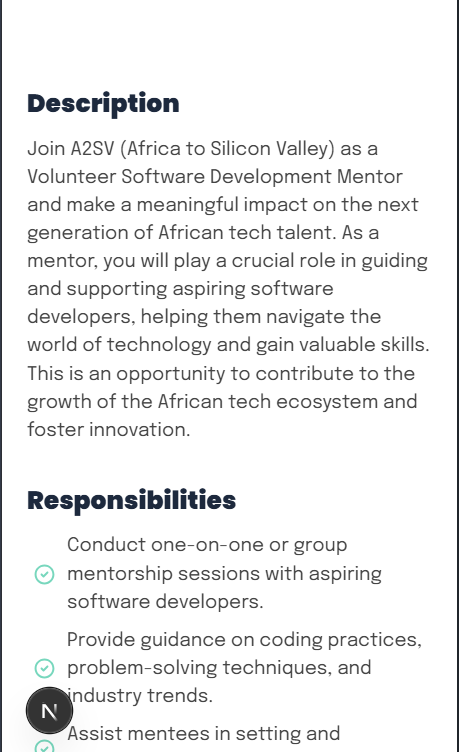 Description
Join A2SV (Africa to Silicon Valley) as a
Volunteer Software Development Mentor
and make a meaningful impact on the next
generation of African tech talent. As a
mentor, you will play a crucial role in guiding
and supporting aspiring software
developers, helping them navigate the
world of technology and gain valuable skills.
This is an opportunity to contribute to the
growth of the African tech ecosystem and
foster innovation.
Responsibilities
Conduct one-on-one or group
mentorship sessions with aspiring
software developers.
Provide guidance on coding practices,
problem-solving techniques, and
industry trends.
N
Assist mentees in setting and